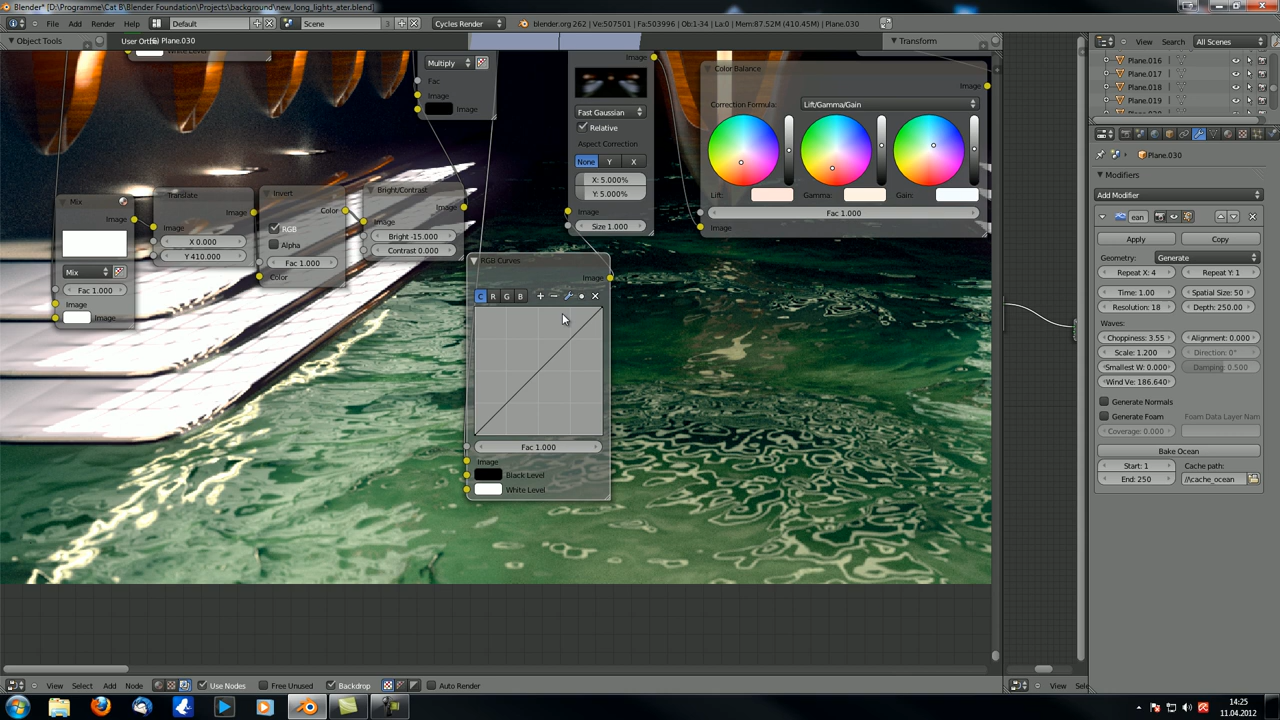 Blender* [D:\Programme\Cat B\Blender Foundation\Projects\background\new_long_lights_ater.blend]
File Add Render Help Default Scene 3 Cycles Render blender.org 262 | Ve:507501 | Fa:503996 | Ob:1-34 | La:0 | Mem:87.52M (410.45M) | Plane.030
Object Tools
Transform
View Search All Scenes
Plane.016
Plane.017
Plane.018
Plane.019
Multiply
Fac
Image
Image
Image
Fast Gaussian
Relative
Aspect Correction
None Y X
X: 5.000%
Y: 5.000%
Image
Size 1.000
Color Balance
Image
Correction Formula: Lift/Gamma/Gain
Lift: Gamma: Gain:
Fac 1.000
Image
Mix
Image
Mix
Fac 1.000
Image
Image
Translate
Image
Image
X 0.000
Y 410.000
Invert
Color
RGB
Alpha
Fac 1.000
Color
Bright/Contrast
Image
Image
Bright -15.000
Contrast 0.000
RGB Curves
Image
C R G B
Fac 1.000
Image
Black Level
White Level
Plane.030
Modifiers
Add Modifier
ean
Apply Copy
Geometry: Generate
Repeat X: 4 Repeat Y: 1
Time: 1.00 Spatial Size: 50
Resolution: 18 Depth: 250.00
Waves:
Choppiness: 3.55 Alignment: 0.000
Scale: 1.200 Direction: 0°
Smallest W: 0.000 Damping: 0.500
Wind Ve: 186.640
Generate Normals
Generate Foam Foam Data Layer Nam
Coverage: 0.000
Bake Ocean
Start: 1 Cache path:
End: 250 //cache_ocean
View Select Add Node Use Nodes Free Unused Backdrop Auto Render
View Sele
14:25
11.04.2012